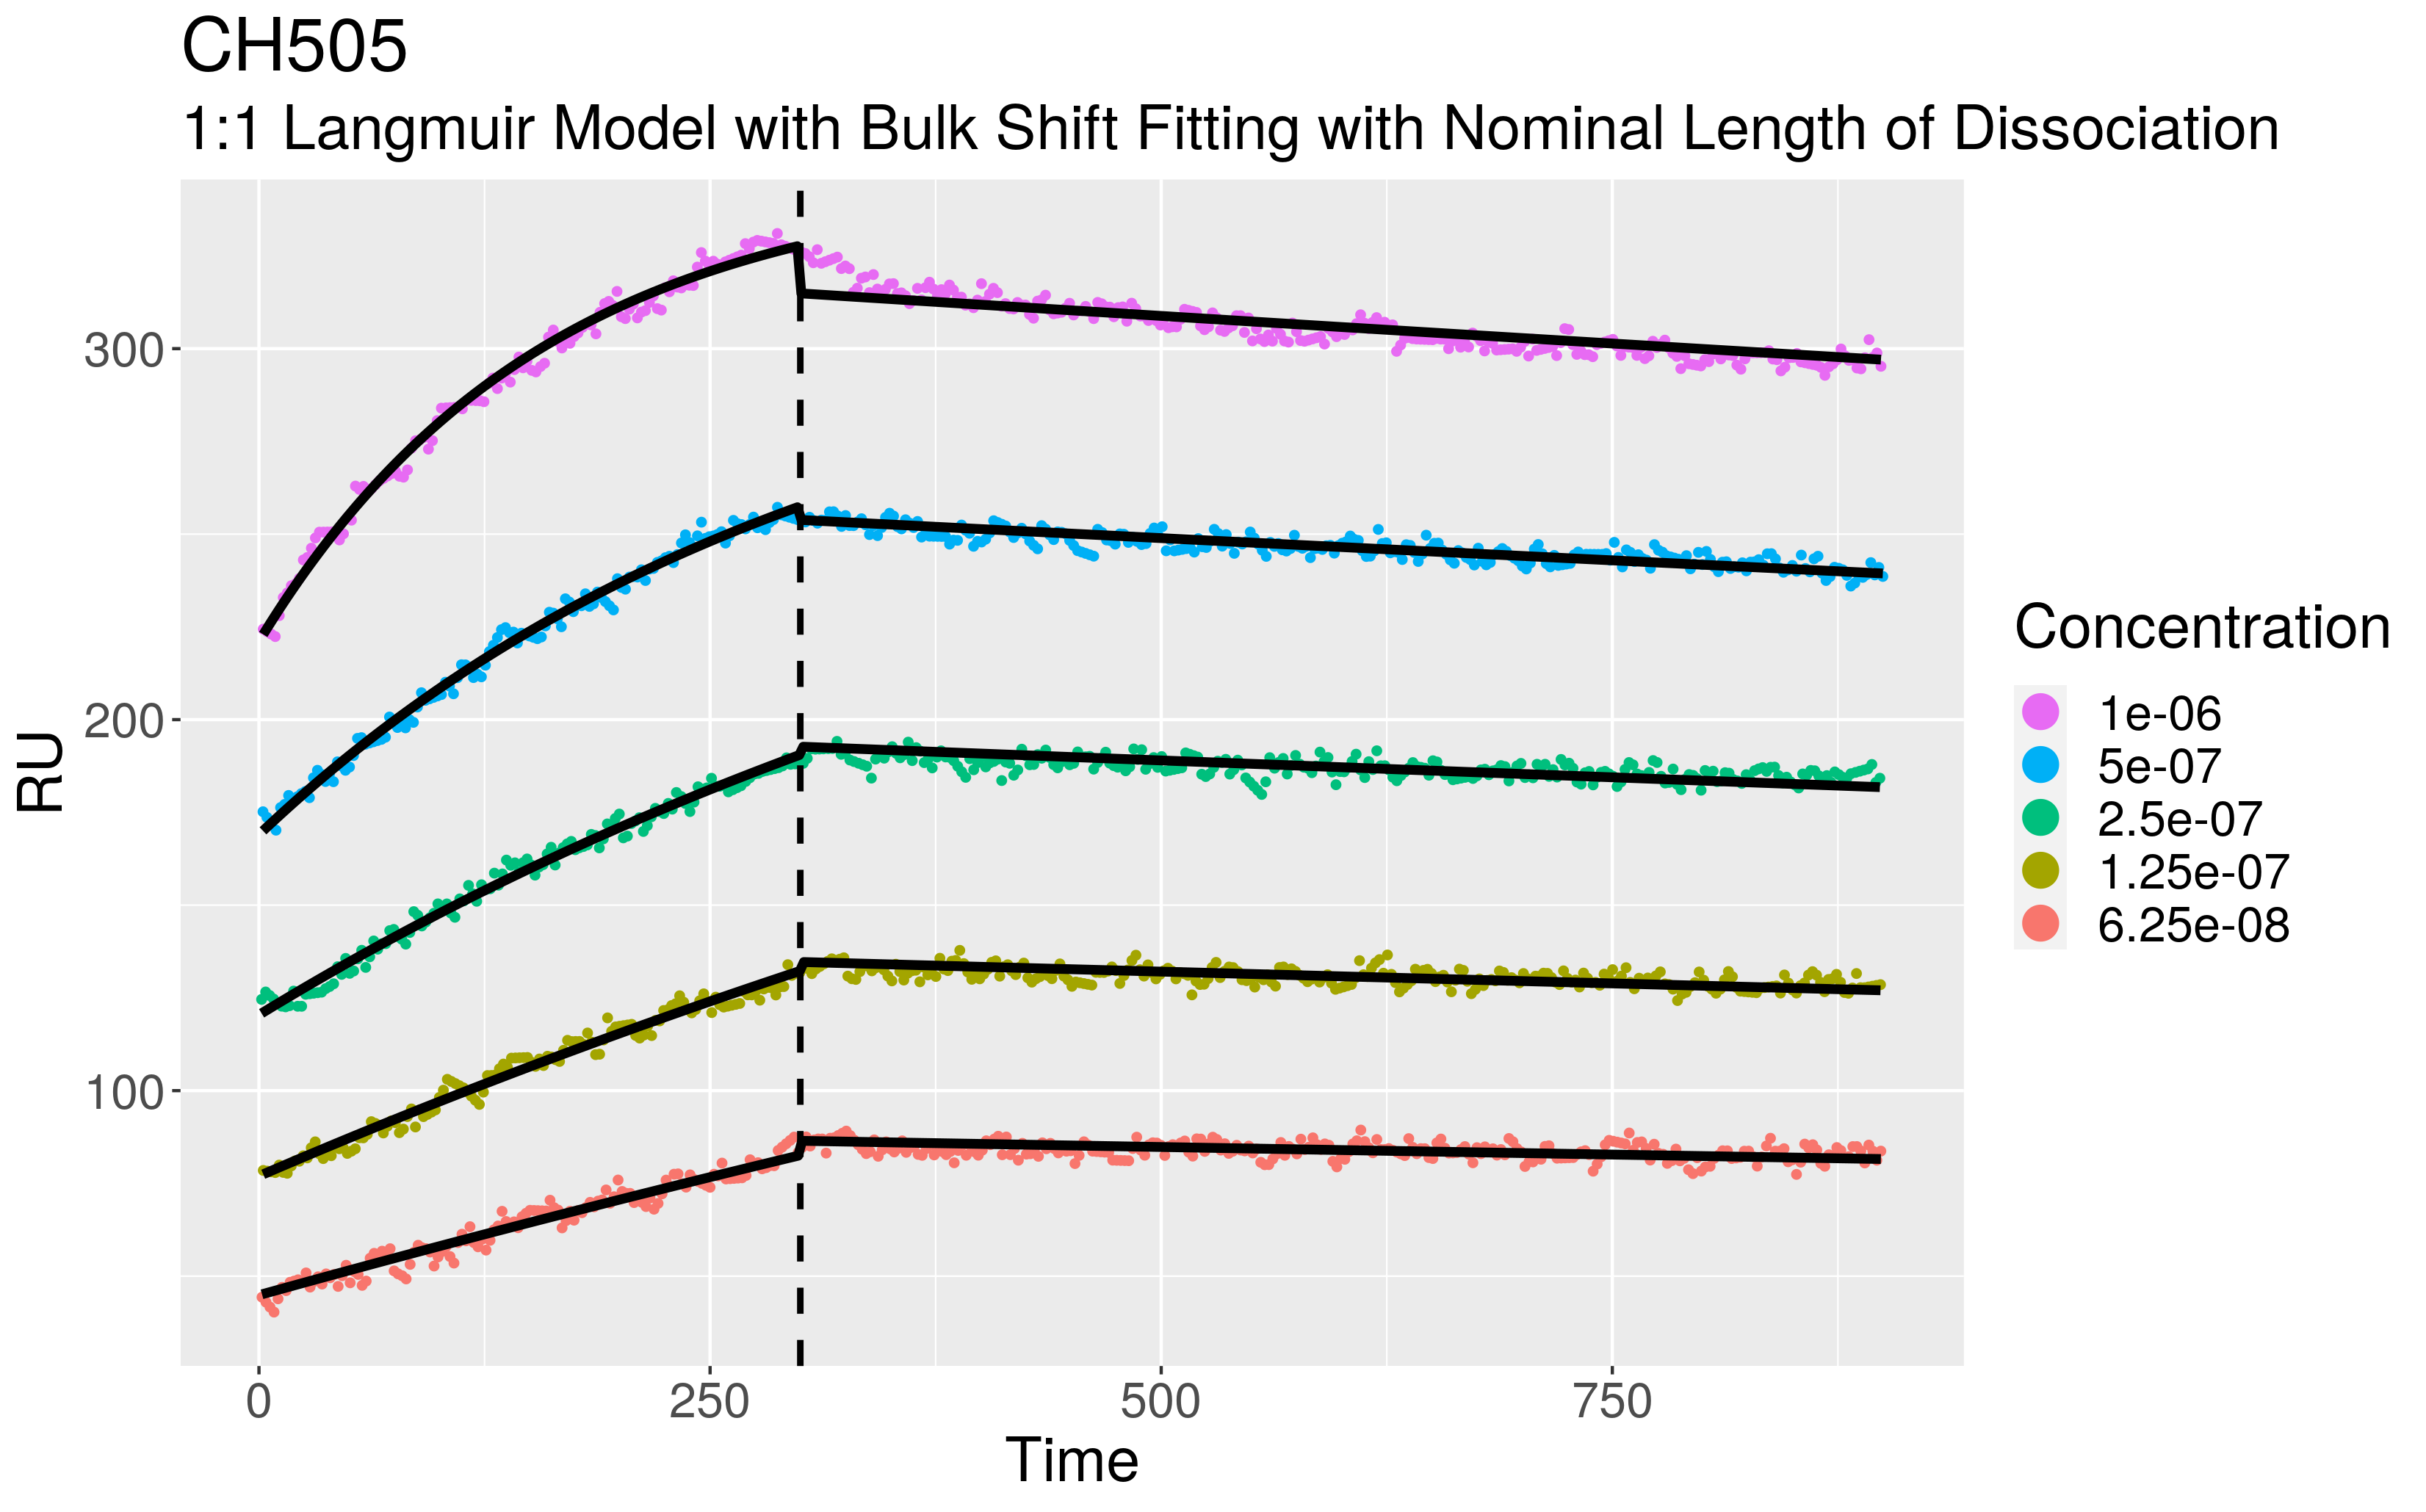 CH505
1:1 Langmuir Model with Bulk Shift Fitting with Nominal Length of Dissociation
RU
300
200
100
0 250 500 750
Time
Concentration
1e-06
5e-07
2.5e-07
1.25e-07
6.25e-08